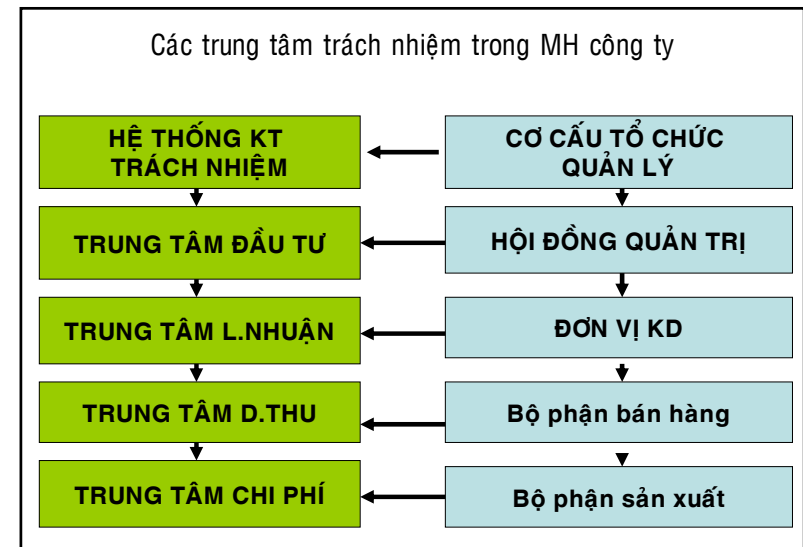 Các trung tâm trách nhiệm trong MH công ty
HỆ THỐNG KT
TRÁCH NHIỆM
CƠ CẤU TỔ CHỨC
QUẢN LÝ
TRUNG TÂM ĐẦU TƯ
HỘI ĐỒNG QUẢN TRỊ
TRUNG TÂM L.NHUẬN
ĐƠN VỊ KD
TRUNG TÂM D.THU
Bộ phận bán hàng
TRUNG TÂM CHI PHÍ
Bộ phận sản xuất